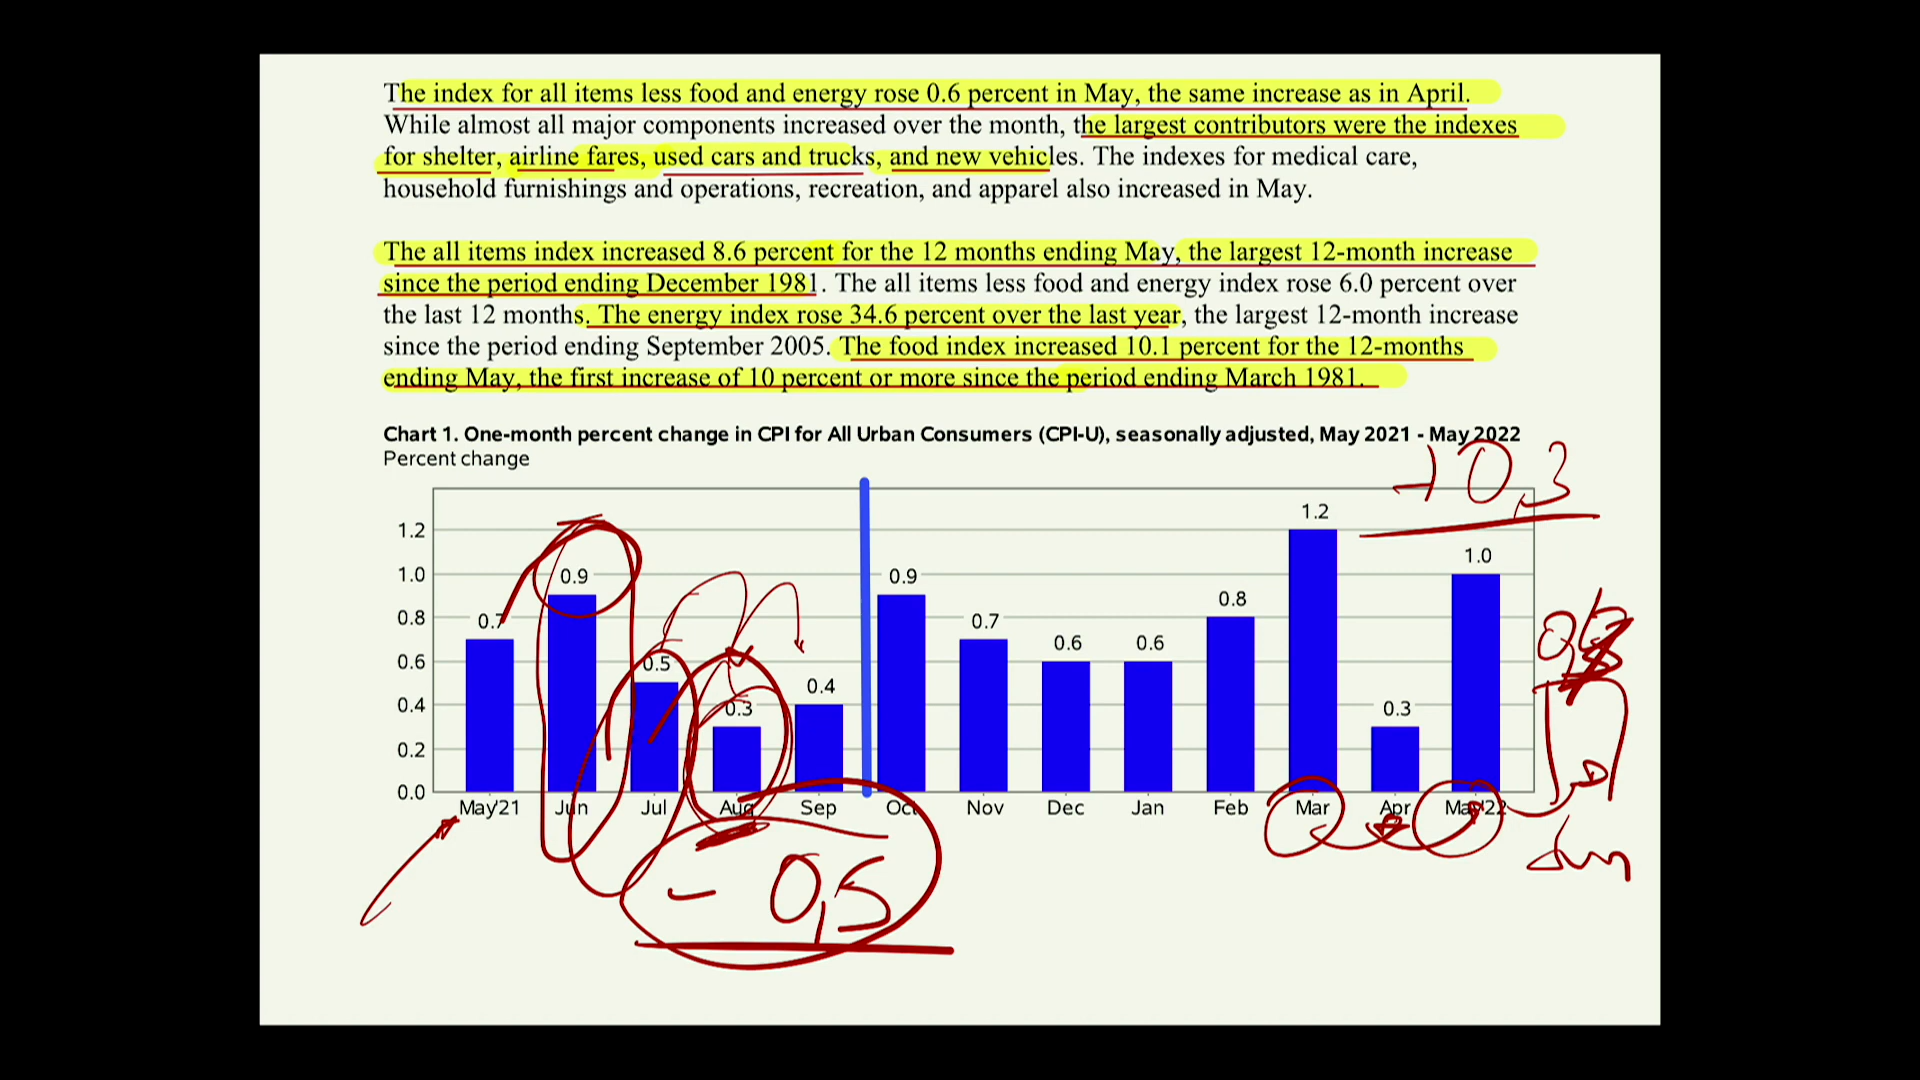 The index for all items less food and energy rose 0.6 percent in May, the same increase as in April.
While almost all major components increased over the month, the largest contributors were the indexes
for shelter, airline fares, used cars and trucks, and new vehicles. The indexes for medical care,
household furnishings and operations, recreation, and apparel also increased in May.
The all items index increased 8.6 percent for the 12 months ending May, the largest 12-month increase
since the period ending December 1981. The all items less food and energy index rose 6.0 percent over
the last 12 months. The energy index rose 34.6 percent over the last year, the largest 12-month increase
since the period ending September 2005. The food index increased 10.1 percent for the 12-months
ending May, the first increase of 10 percent or more since the period ending March 1981.
Chart 1. One-month percent change in CPI for All Urban Consumers (CPI-U), seasonally adjusted, May 2021 - May 2022
Percent change
0,3
1.2
1.0
0.8
0.6
0.4
0.2
0.0
0.7
0.9
0.5
0.3
0.4
0.9
0.7
0.6
0.6
0.8
1.2
0.3
1.0
May'21 Jun Jul Aug Sep Oct Nov Dec Jan Feb Mar Apr May'22
- 0,5